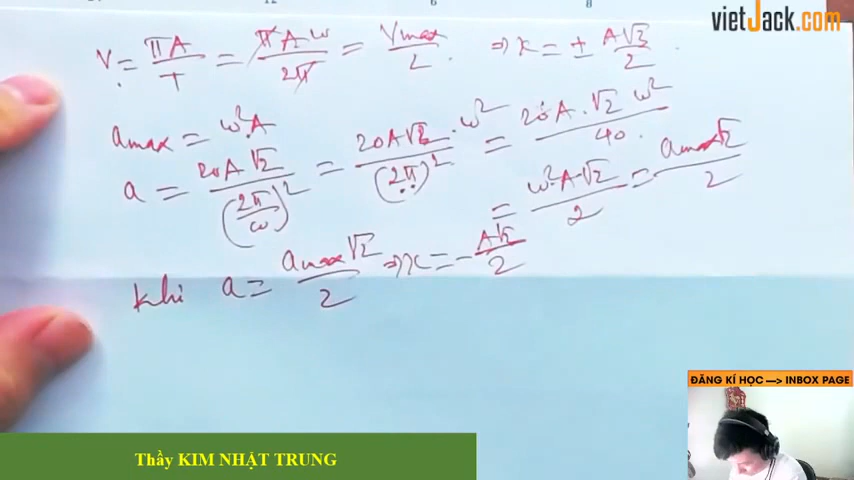 vietJack.com
V = πA/T = πAω/2π = Vmax/2 ⇒ x = ± A√3/2.
amax = ω²A
a = 20A√2/(2π/ω)² = 20A√2/(2π)² · ω² = 20A.√2 ω²/40.
= ω²A√2/2 = amax√2/2
Khi a = amax√2/2 ⇒ x = -A√2/2
ĐĂNG KÍ HỌC —> INBOX PAGE
Thầy KIM NHẬT TRUNG